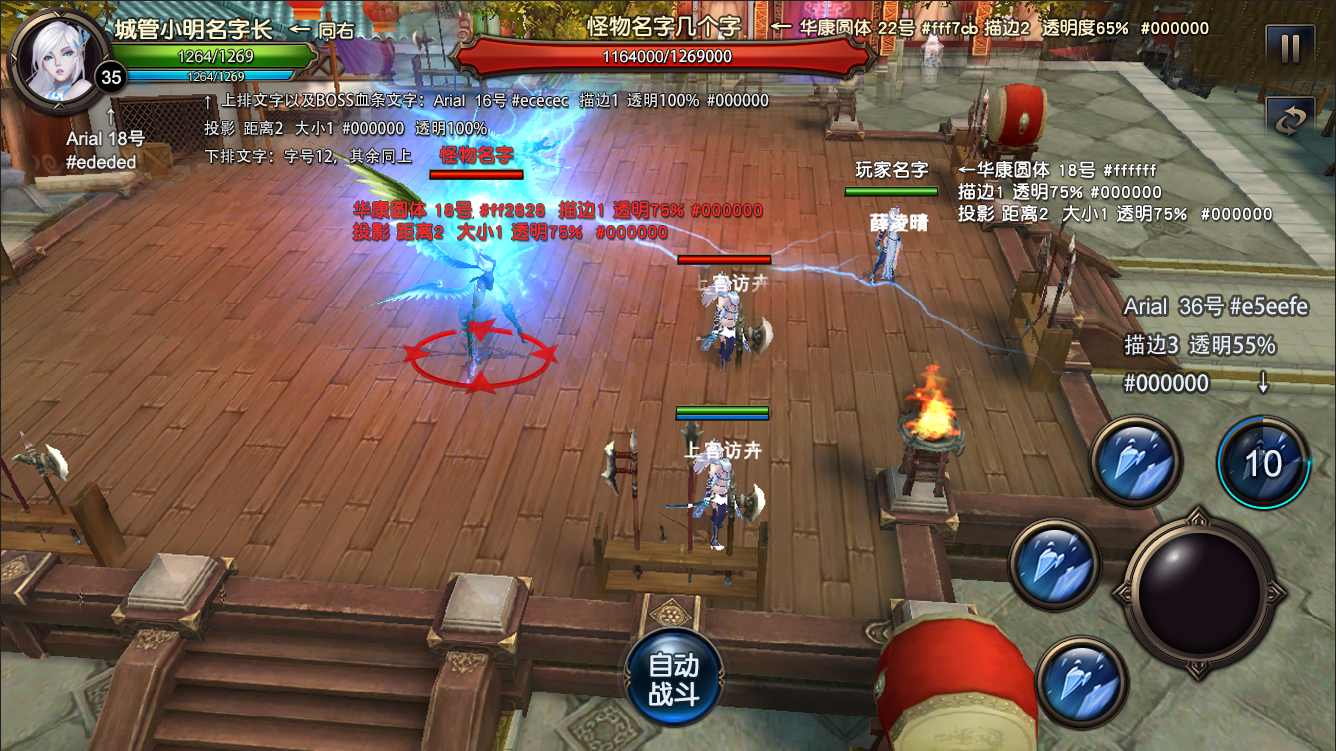 城管小明名字长 ← 同右
怪物名字几个字 ← 华康圆体 22号 #fff7cb 描边2 透明度65% #000000
1264/1269
1164000/1269000
35
1264/1269
↑ 上排文字以及BOSS血条文字：Arial 16号 #ececec 描边1 透明100% #000000
投影 距离2 大小1 #000000 透明100%
下排文字：字号12，其余同上
↑
Arial 18号
#ededed
怪物名字
华康圆体 18号 #ff2828 描边1 透明75% #000000
投影 距离2 大小1 透明75% #000000
玩家名字
←华康圆体 18号 #ffffff
描边1 透明75% #000000
投影 距离2 大小1 透明75% #000000
薛凌晴
上官访卉
Arial 36号 #e5eefe
描边3 透明55%
#000000 ↓
上官访卉
10
自动
战斗